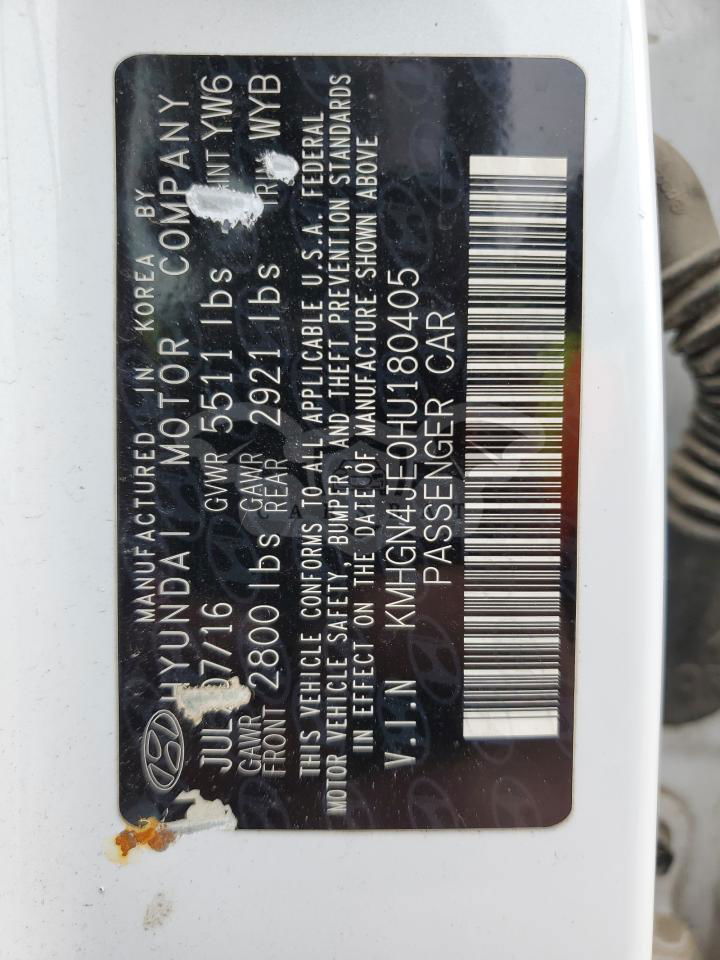 MANUFACTURED IN KOREA BY
HYUNDAI MOTOR COMPANY
JUL 07/16 GVWR 5511 lbs YW6
GAWR FRONT 2800 lbs GAWR REAR 2921 lbs WYB
THIS VEHICLE CONFORMS TO ALL APPLICABLE U.S.A. FEDERAL
MOTOR VEHICLE SAFETY, BUMPER, AND THEFT PREVENTION STANDARDS
IN EFFECT ON THE DATE OF MANUFACTURE SHOWN ABOVE
V.I.N KMHGN4JE0HU180405
PASSENGER CAR